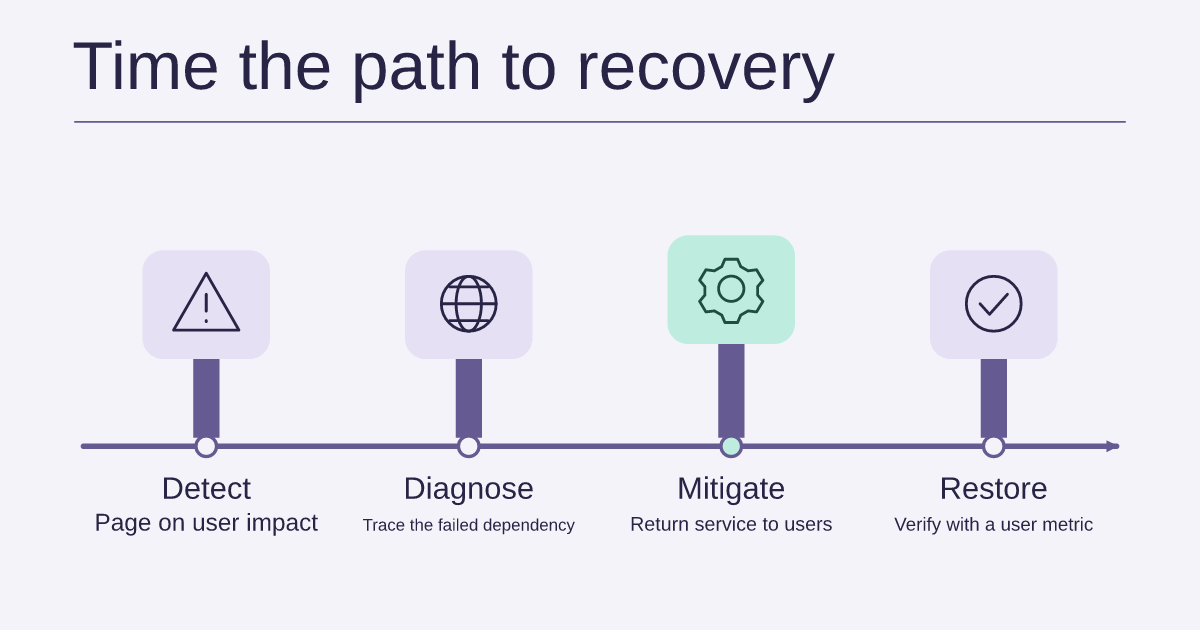 Time the path to recovery
Detect
Page on user impact
Diagnose
Trace the failed dependency
Mitigate
Return service to users
Restore
Verify with a user metric